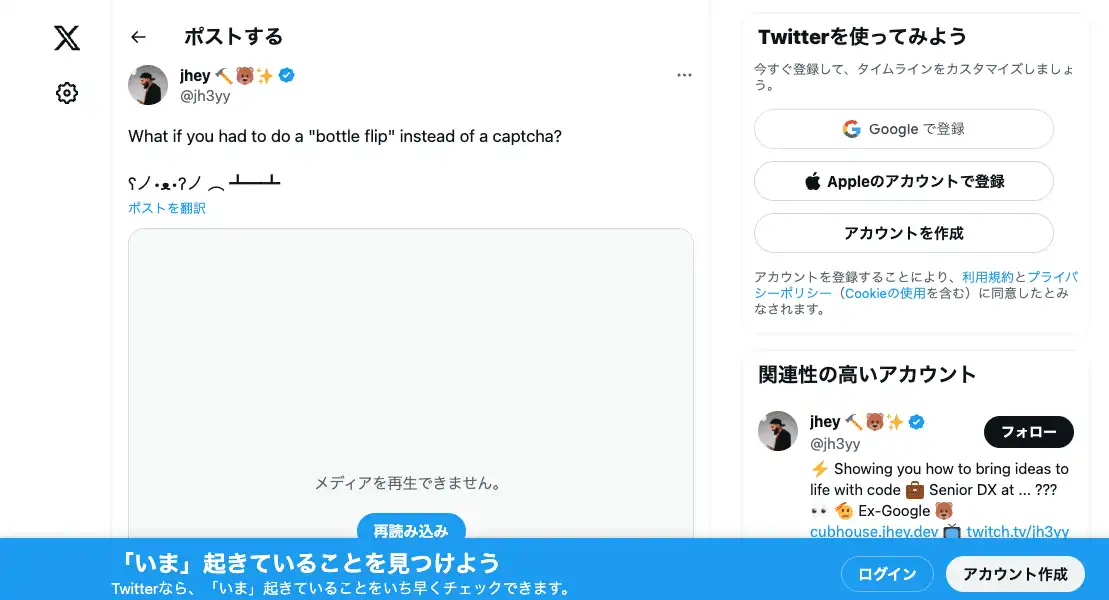 ポストする
jhey 🔨🐻✨
@jh3yy
What if you had to do a "bottle flip" instead of a captcha?
ʕノ•ᴥ•ʔノ ︵ ┻━┻
ポストを翻訳
メディアを再生できません。
再読み込み
Twitterを使ってみよう
今すぐ登録して、タイムラインをカスタマイズしましょ
う。
Google で登録
Appleのアカウントで登録
アカウントを作成
アカウントを登録することにより、利用規約とプライバ
シーポリシー（Cookieの使用を含む）に同意したとみ
なされます。
関連性の高いアカウント
jhey 🔨🐻✨
@jh3yy
フォロー
⚡ Showing you how to bring ideas to
life with code 💼 Senior DX at ... ???
👀 🫡 Ex-Google 🐻
cubhouse.jhey.dev 📺 twitch.tv/jh3yy
「いま」起きていることを見つけよう
Twitterなら、「いま」起きていることをいち早くチェックできます。
ログイン
アカウント作成